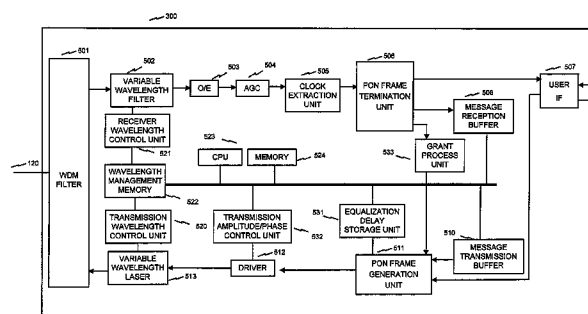 300
501
502
503
504
505
506
507
VARIABLE
WAVELENGTH
FILTER
O/E
AGC
CLOCK
EXTRACTION
UNIT
PON FRAME
TERMINATION
UNIT
USER
IF
508
MESSAGE
RECEPTION
BUFFER
RECEIVER
WAVELENGTH
CONTROL UNIT
521
523
CPU
MEMORY
524
533
GRANT
PROCESS
UNIT
120
WDM
FILTER
WAVELENGTH
MANAGEMENT
MEMORY
522
TRANSMISSION
WAVELENGTH
CONTROL UNIT
520
TRANSMISSION
AMPLITUDE/PHASE
CONTROL UNIT
532
531
EQUALIZATION
DELAY
STORAGE UNIT
510
MESSAGE
TRANSMISSION
BUFFER
VARIABLE
WAVELENGTH
LASER
513
512
DRIVER
511
PON FRAME
GENERATION
UNIT